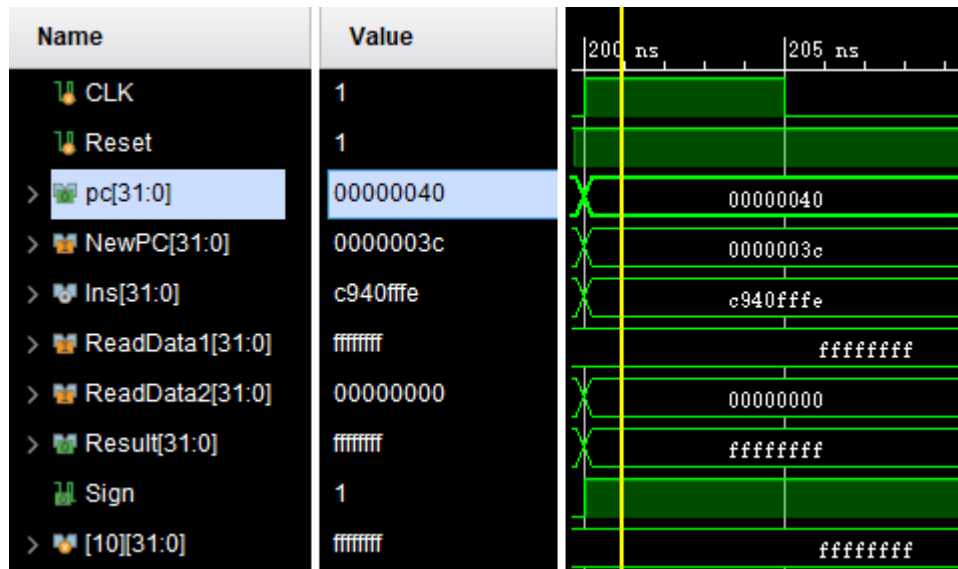 Name Value 200 ns 205 ns
CLK 1
Reset 1
> pc[31:0] 00000040 00000040
> NewPC[31:0] 0000003c 0000003c
> Ins[31:0] c940fffe c940fffe
> ReadData1[31:0] ffffffff ffffffff
> ReadData2[31:0] 00000000 00000000
> Result[31:0] ffffffff ffffffff
Sign 1
> [10][31:0] ffffffff ffffffff